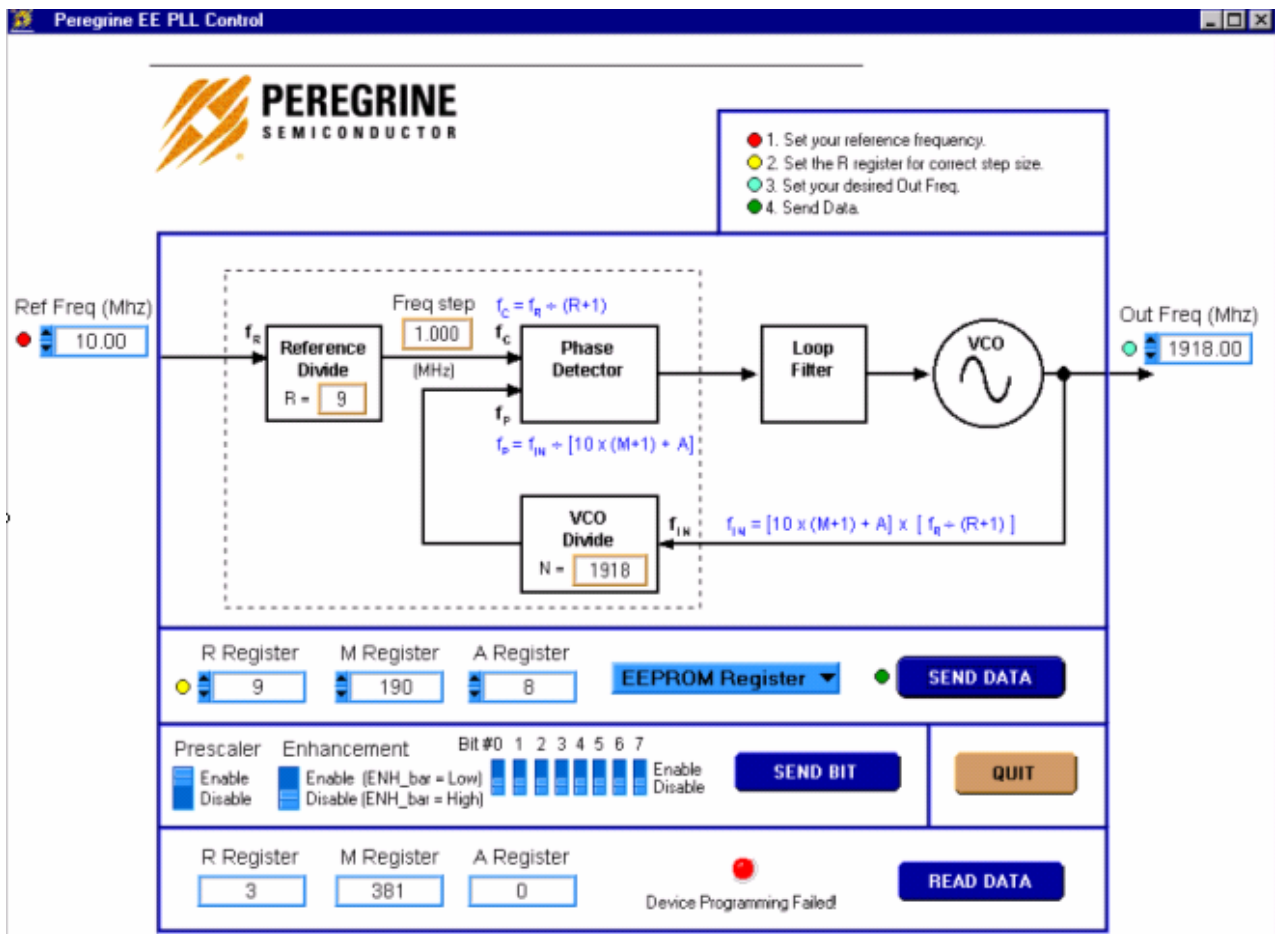 Peregrine EE PLL Control
PEREGRINE
SEMICONDUCTOR
1. Set your reference frequency.
2. Set the R register for correct step size.
3. Set your desired Out Freq.
4. Send Data.
Ref Freq (Mhz)
10.00
f_R
Reference
Divide
R = 9
Freq step
1.000
(MHz)
f_C = f_R ÷ (R+1)
f_C
Phase
Detector
f_P
f_P = f_IN ÷ [10 x (M+1) + A]
Loop
Filter
VCO
Out Freq (Mhz)
1918.00
VCO
Divide
N = 1918
f_IN
f_IN = [10 x (M+1) + A] x [ f_R ÷ (R+1) ]
R Register M Register A Register
9 190 8
EEPROM Register
SEND DATA
Prescaler
Enable
Disable
Enhancement
Enable (ENH_bar = Low)
Disable (ENH_bar = High)
Bit #0 1 2 3 4 5 6 7
Enable
Disable
SEND BIT
QUIT
R Register M Register A Register
3 381 0
Device Programming Failed!
READ DATA